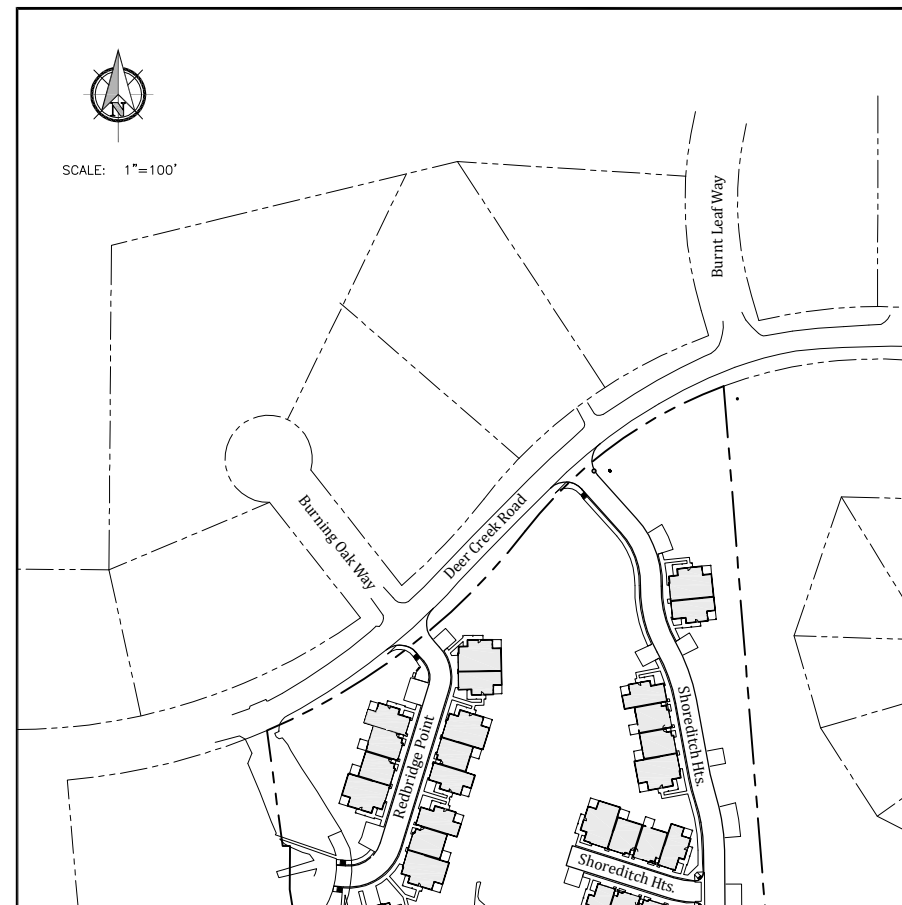 N
SCALE: 1"=100'
Burnt Leaf Way
Burning Oak Way
Deer Creek Road
Redbridge Point
Shoreditch Hts.
Shoreditch Hts.